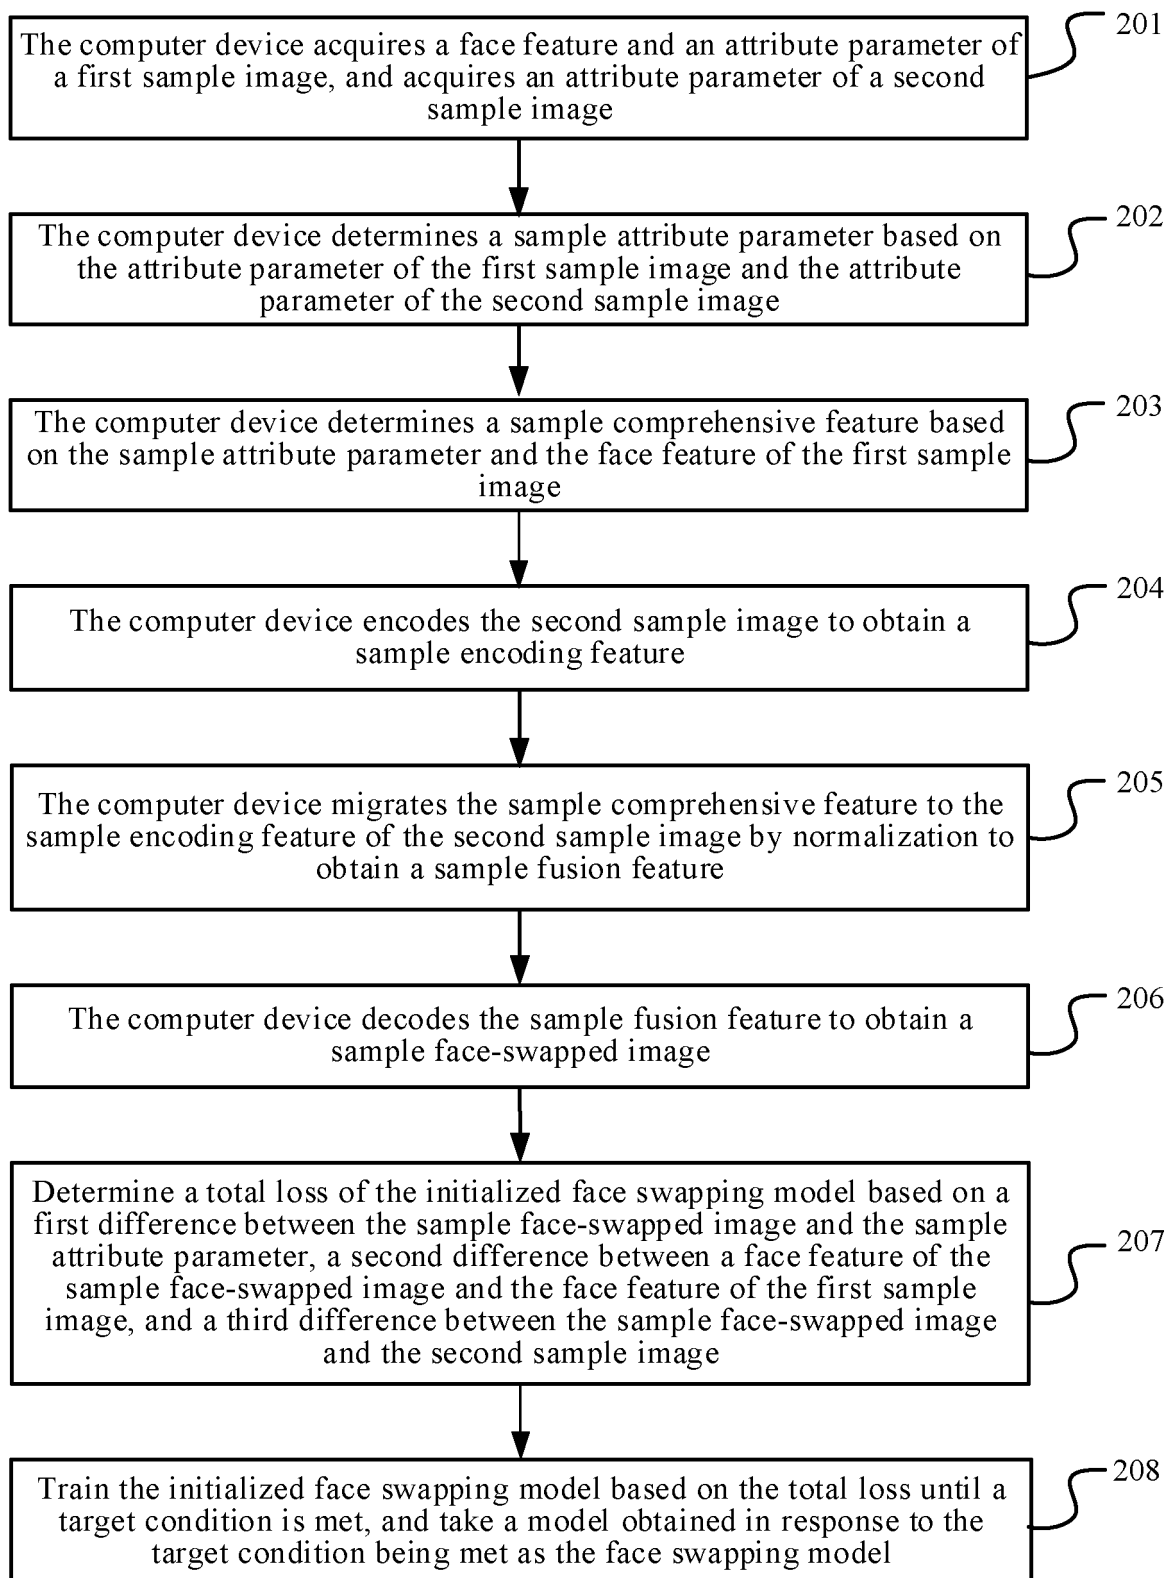 The computer device acquires a face feature and an attribute parameter of
a first sample image, and acquires an attribute parameter of a second
sample image
201
The computer device determines a sample attribute parameter based on
the attribute parameter of the first sample image and the attribute
parameter of the second sample image
202
The computer device determines a sample comprehensive feature based
on the sample attribute parameter and the face feature of the first sample
image
203
The computer device encodes the second sample image to obtain a
sample encoding feature
204
The computer device migrates the sample comprehensive feature to the
sample encoding feature of the second sample image by normalization to
obtain a sample fusion feature
205
The computer device decodes the sample fusion feature to obtain a
sample face-swapped image
206
Determine a total loss of the initialized face swapping model based on a
first difference between the sample face-swapped image and the sample
attribute parameter, a second difference between a face feature of the
sample face-swapped image and the face feature of the first sample
image, and a third difference between the sample face-swapped image
and the second sample image
207
Train the initialized face swapping model based on the total loss until a
target condition is met, and take a model obtained in response to the
target condition being met as the face swapping model
208